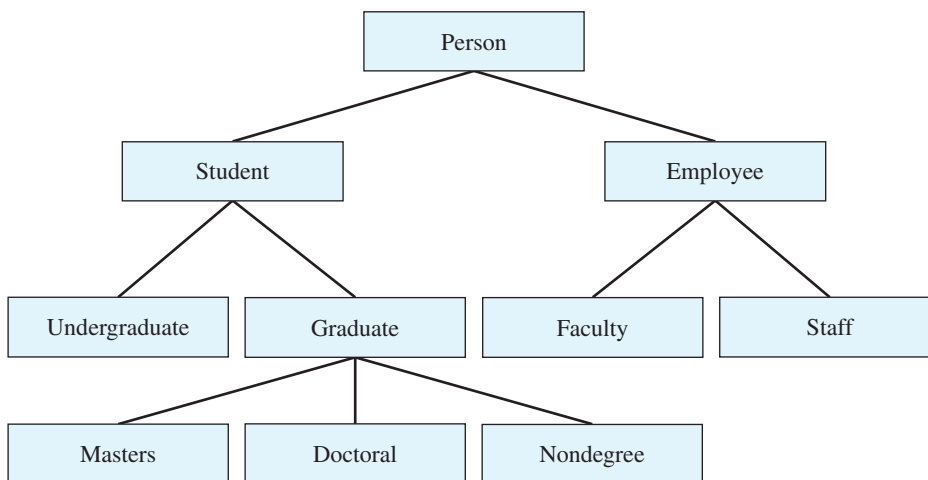 Person
Student
Employee
Undergraduate
Graduate
Faculty
Staff
Masters
Doctoral
Nondegree